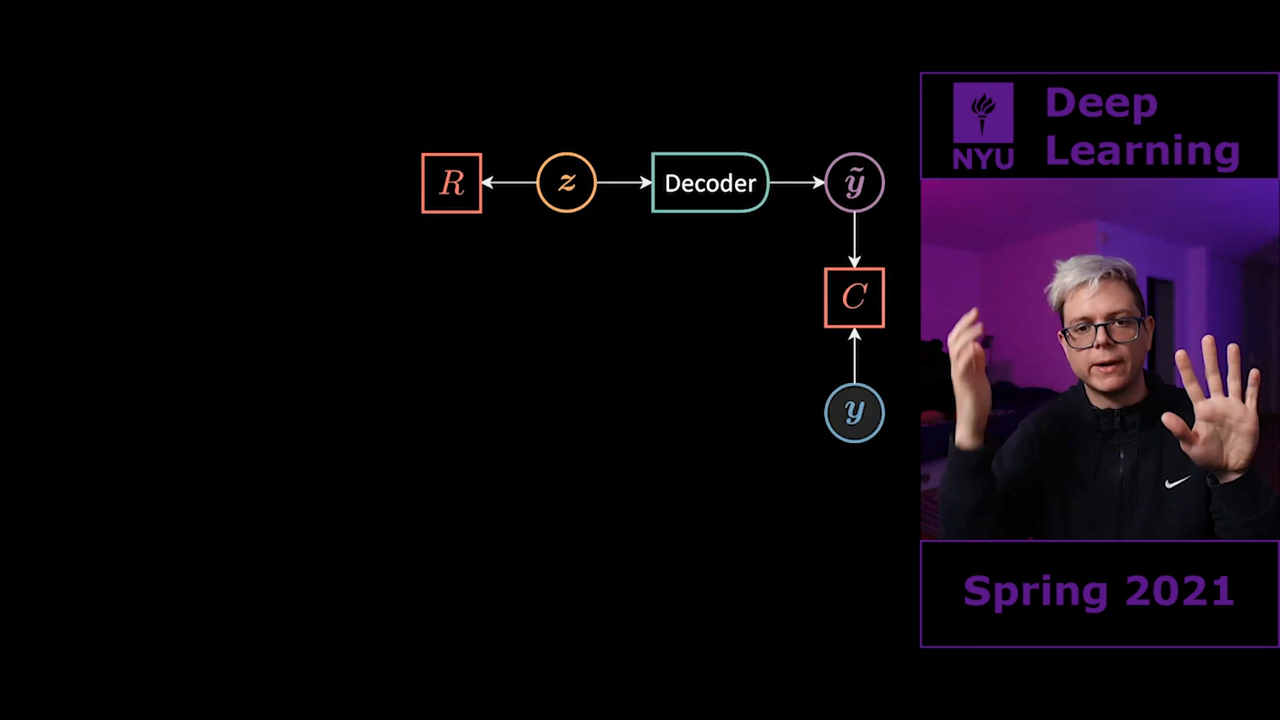 R z Decoder ỹ
C
y
NYU
Deep
Learning
Spring 2021